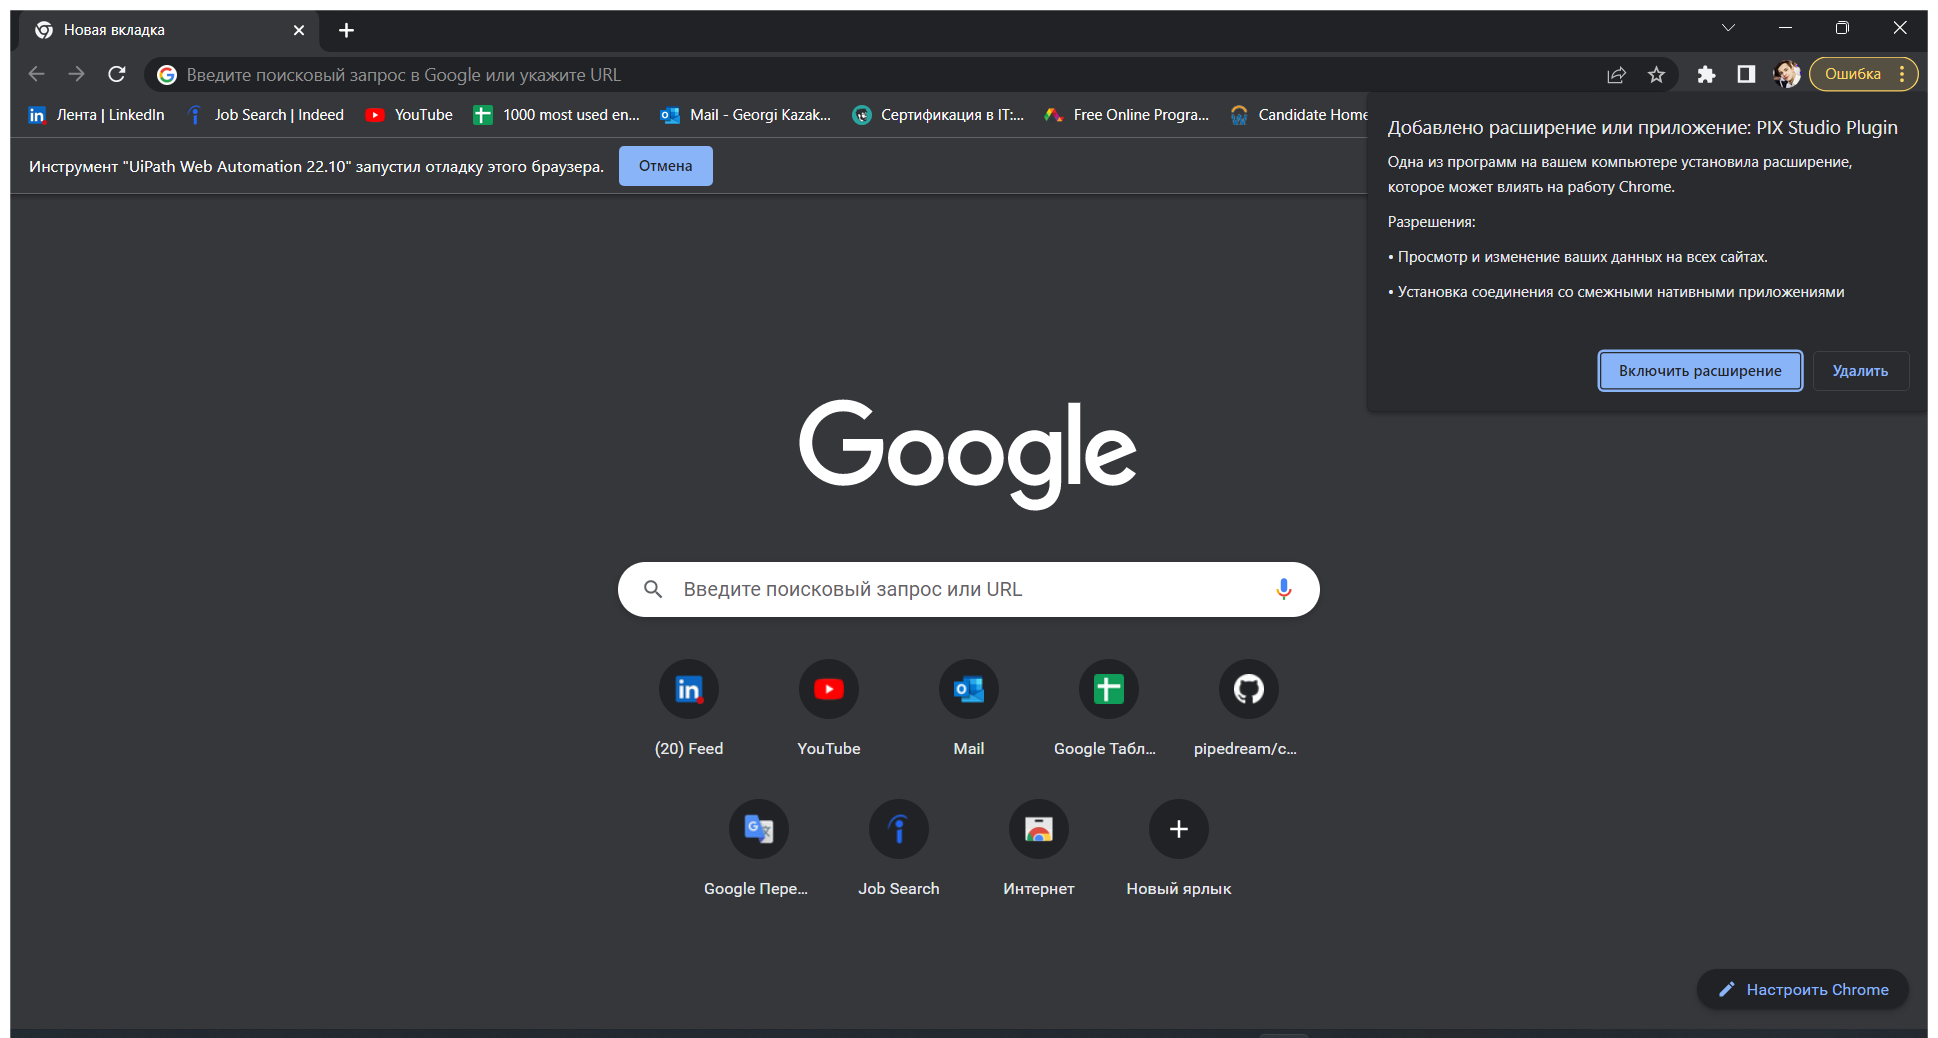 Новая вкладка
Введите поисковый запрос в Google или укажите URL
Ошибка
Лента | LinkedIn
Job Search | Indeed
YouTube
1000 most used en...
Mail - Georgi Kazak...
Сертификация в IT:...
Free Online Progra...
Candidate Home
Инструмент "UiPath Web Automation 22.10" запустил отладку этого браузера.
Отмена
Добавлено расширение или приложение: PIX Studio Plugin
Одна из программ на вашем компьютере установила расширение,
которое может влиять на работу Chrome.
Разрешения:
• Просмотр и изменение ваших данных на всех сайтах.
• Установка соединения со смежными нативными приложениями
Включить расширение
Удалить
Google
Введите поисковый запрос или URL
(20) Feed
YouTube
Mail
Google Табл...
pipedream/c...
Google Пере...
Job Search
Интернет
Новый ярлык
Настроить Chrome